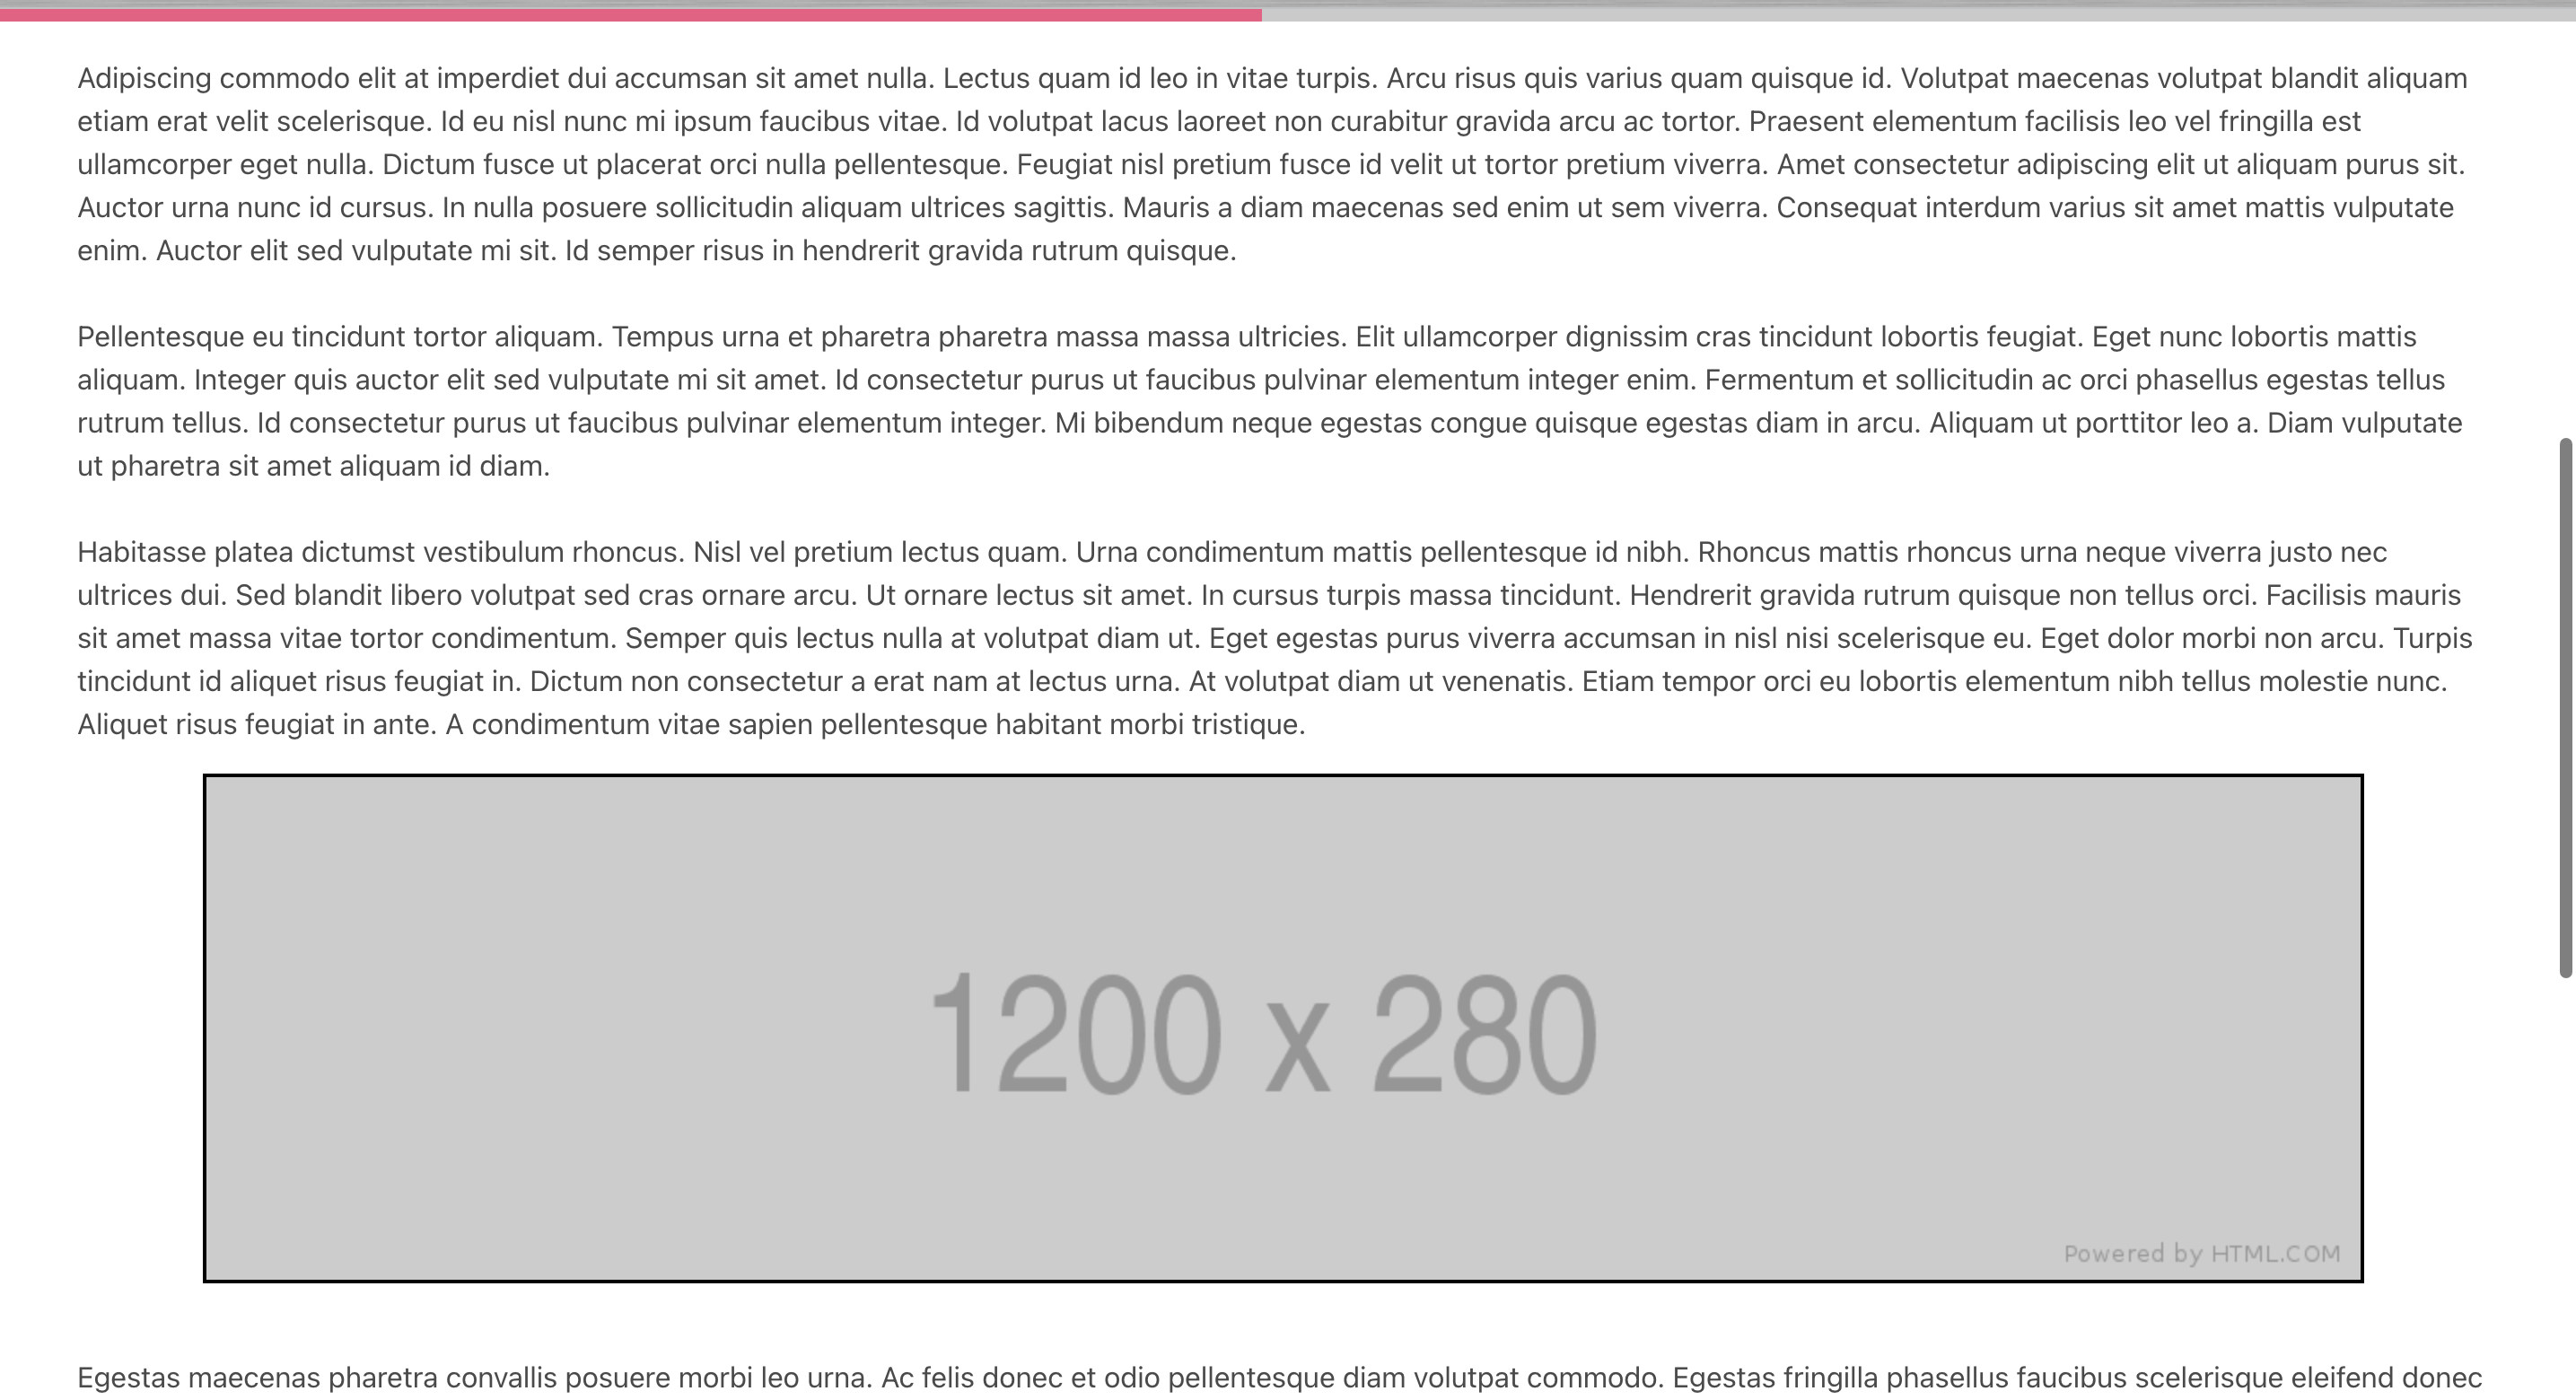 Adipiscing commodo elit at imperdiet dui accumsan sit amet nulla. Lectus quam id leo in vitae turpis. Arcu risus quis varius quam quisque id. Volutpat maecenas volutpat blandit aliquam
etiam erat velit scelerisque. Id eu nisl nunc mi ipsum faucibus vitae. Id volutpat lacus laoreet non curabitur gravida arcu ac tortor. Praesent elementum facilisis leo vel fringilla est
ullamcorper eget nulla. Dictum fusce ut placerat orci nulla pellentesque. Feugiat nisl pretium fusce id velit ut tortor pretium viverra. Amet consectetur adipiscing elit ut aliquam purus sit.
Auctor urna nunc id cursus. In nulla posuere sollicitudin aliquam ultrices sagittis. Mauris a diam maecenas sed enim ut sem viverra. Consequat interdum varius sit amet mattis vulputate
enim. Auctor elit sed vulputate mi sit. Id semper risus in hendrerit gravida rutrum quisque.
Pellentesque eu tincidunt tortor aliquam. Tempus urna et pharetra pharetra massa massa ultricies. Elit ullamcorper dignissim cras tincidunt lobortis feugiat. Eget nunc lobortis mattis
aliquam. Integer quis auctor elit sed vulputate mi sit amet. Id consectetur purus ut faucibus pulvinar elementum integer enim. Fermentum et sollicitudin ac orci phasellus egestas tellus
rutrum tellus. Id consectetur purus ut faucibus pulvinar elementum integer. Mi bibendum neque egestas congue quisque egestas diam in arcu. Aliquam ut porttitor leo a. Diam vulputate
ut pharetra sit amet aliquam id diam.
Habitasse platea dictumst vestibulum rhoncus. Nisl vel pretium lectus quam. Urna condimentum mattis pellentesque id nibh. Rhoncus mattis rhoncus urna neque viverra justo nec
ultrices dui. Sed blandit libero volutpat sed cras ornare arcu. Ut ornare lectus sit amet. In cursus turpis massa tincidunt. Hendrerit gravida rutrum quisque non tellus orci. Facilisis mauris
sit amet massa vitae tortor condimentum. Semper quis lectus nulla at volutpat diam ut. Eget egestas purus viverra accumsan in nisl nisi scelerisque eu. Eget dolor morbi non arcu. Turpis
tincidunt id aliquet risus feugiat in. Dictum non consectetur a erat nam at lectus urna. At volutpat diam ut venenatis. Etiam tempor orci eu lobortis elementum nibh tellus molestie nunc.
Aliquet risus feugiat in ante. A condimentum vitae sapien pellentesque habitant morbi tristique.
1200 x 280
Powered by HTML.COM
Egestas maecenas pharetra convallis posuere morbi leo urna. Ac felis donec et odio pellentesque diam volutpat commodo. Egestas fringilla phasellus faucibus scelerisque eleifend donec